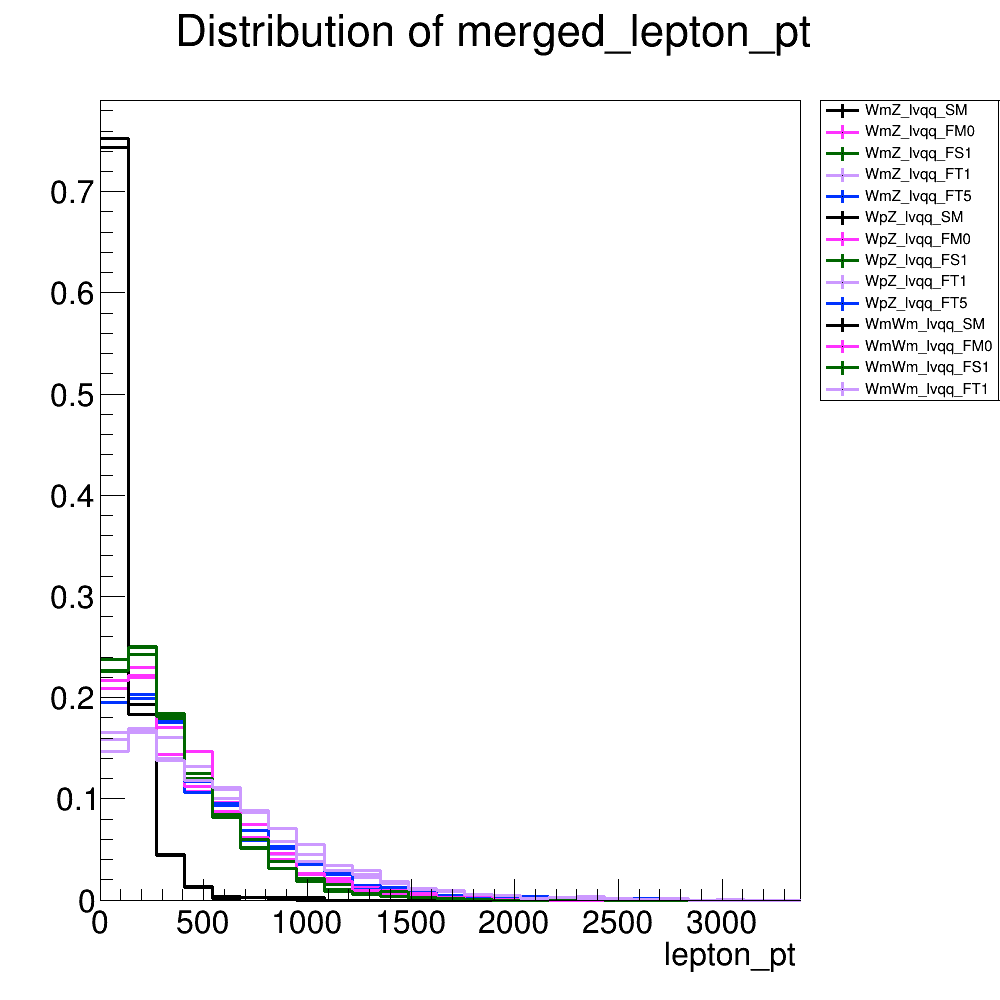 Distribution of merged_lepton_pt
WmZ_lvqq_SM
WmZ_lvqq_FM0
WmZ_lvqq_FS1
WmZ_lvqq_FT1
WmZ_lvqq_FT5
WpZ_lvqq_SM
WpZ_lvqq_FM0
WpZ_lvqq_FS1
WpZ_lvqq_FT1
WpZ_lvqq_FT5
WmWm_lvqq_SM
WmWm_lvqq_FM0
WmWm_lvqq_FS1
WmWm_lvqq_FT1
0.7
0.6
0.5
0.4
0.3
0.2
0.1
0
0 500 1000 1500 2000 2500 3000
lepton_pt